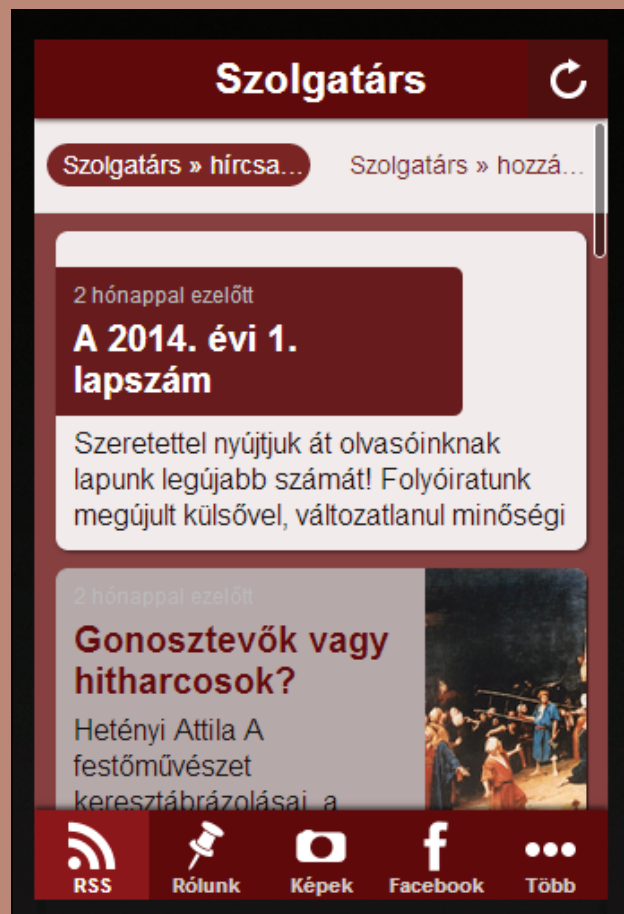 Szolgatárs
Szolgatárs » hírcsa...
Szolgatárs » hozzá...
2 hónappal ezelőtt
A 2014. évi 1.
lapszám
Szeretettel nyújtjuk át olvasóinknak
lapunk legújabb számát! Folyóiratunk
megújult külsővel, változatlanul minőségi
2 hónappal ezelőtt
Gonosztevők vagy
hitharcosok?
Hetényi Attila A
festőművészet
keresztábrázolásai, a
RSS
Rólunk
Képek
Facebook
Több